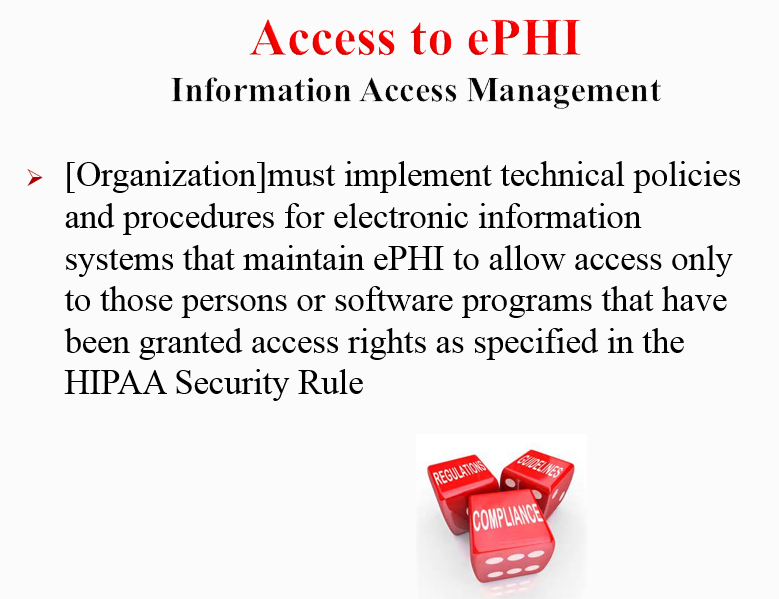 Access to ePHI
Information Access Management
[Organization]must implement technical policies
and procedures for electronic information
systems that maintain ePHI to allow access only
to those persons or software programs that have
been granted access rights as specified in the
HIPAA Security Rule
REGULATIONS
GUIDELINES
COMPLIANCE